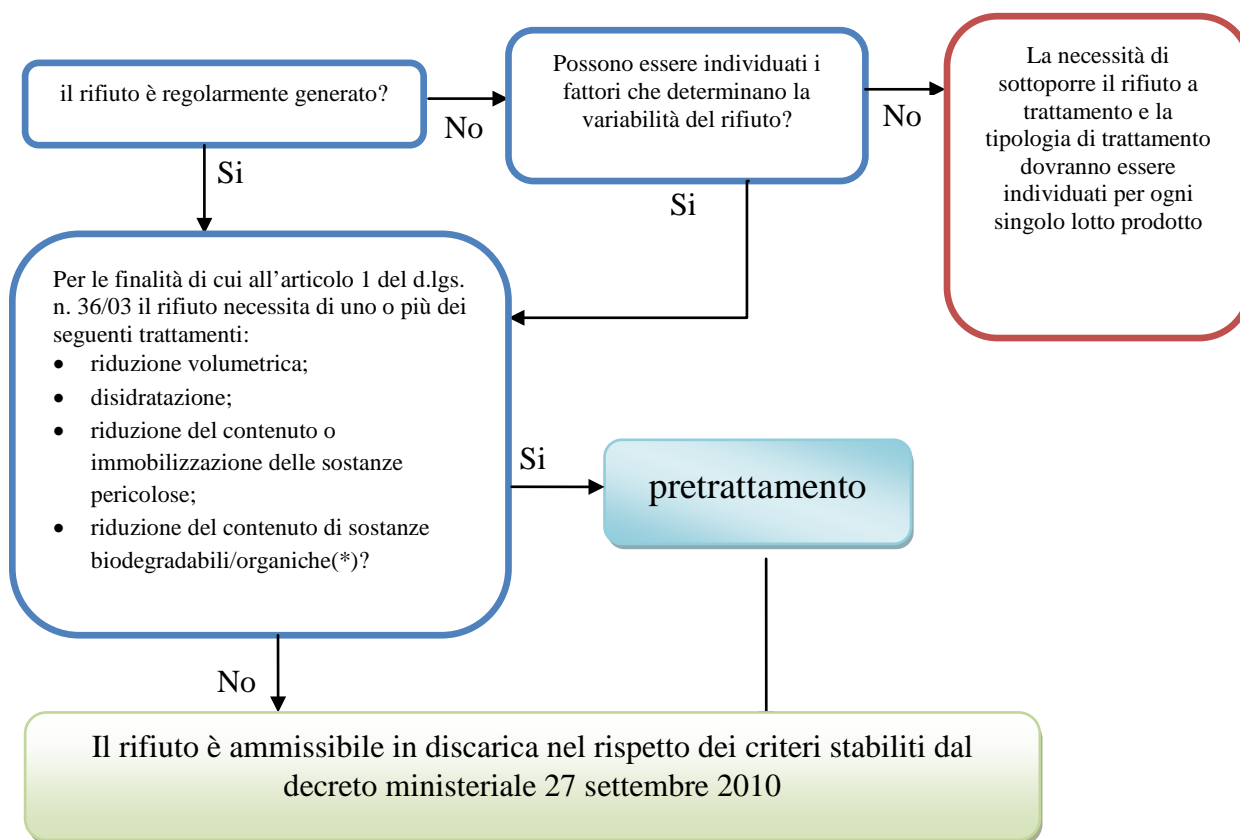 il rifiuto è regolarmente generato?
No
Si
Possono essere individuati i
fattori che determinano la
variabilità del rifiuto?
No
Si
La necessità di
sottoporre il rifiuto a
trattamento e la
tipologia di trattamento
dovranno essere
individuati per ogni
singolo lotto prodotto
Per le finalità di cui all’articolo 1 del d.lgs.
n. 36/03 il rifiuto necessita di uno o più dei
seguenti trattamenti:
• riduzione volumetrica;
• disidratazione;
• riduzione del contenuto o
immobilizzazione delle sostanze
pericolose;
• riduzione del contenuto di sostanze
biodegradabili/organiche(*)?
Si
pretrattamento
No
Il rifiuto è ammissibile in discarica nel rispetto dei criteri stabiliti dal
decreto ministeriale 27 settembre 2010